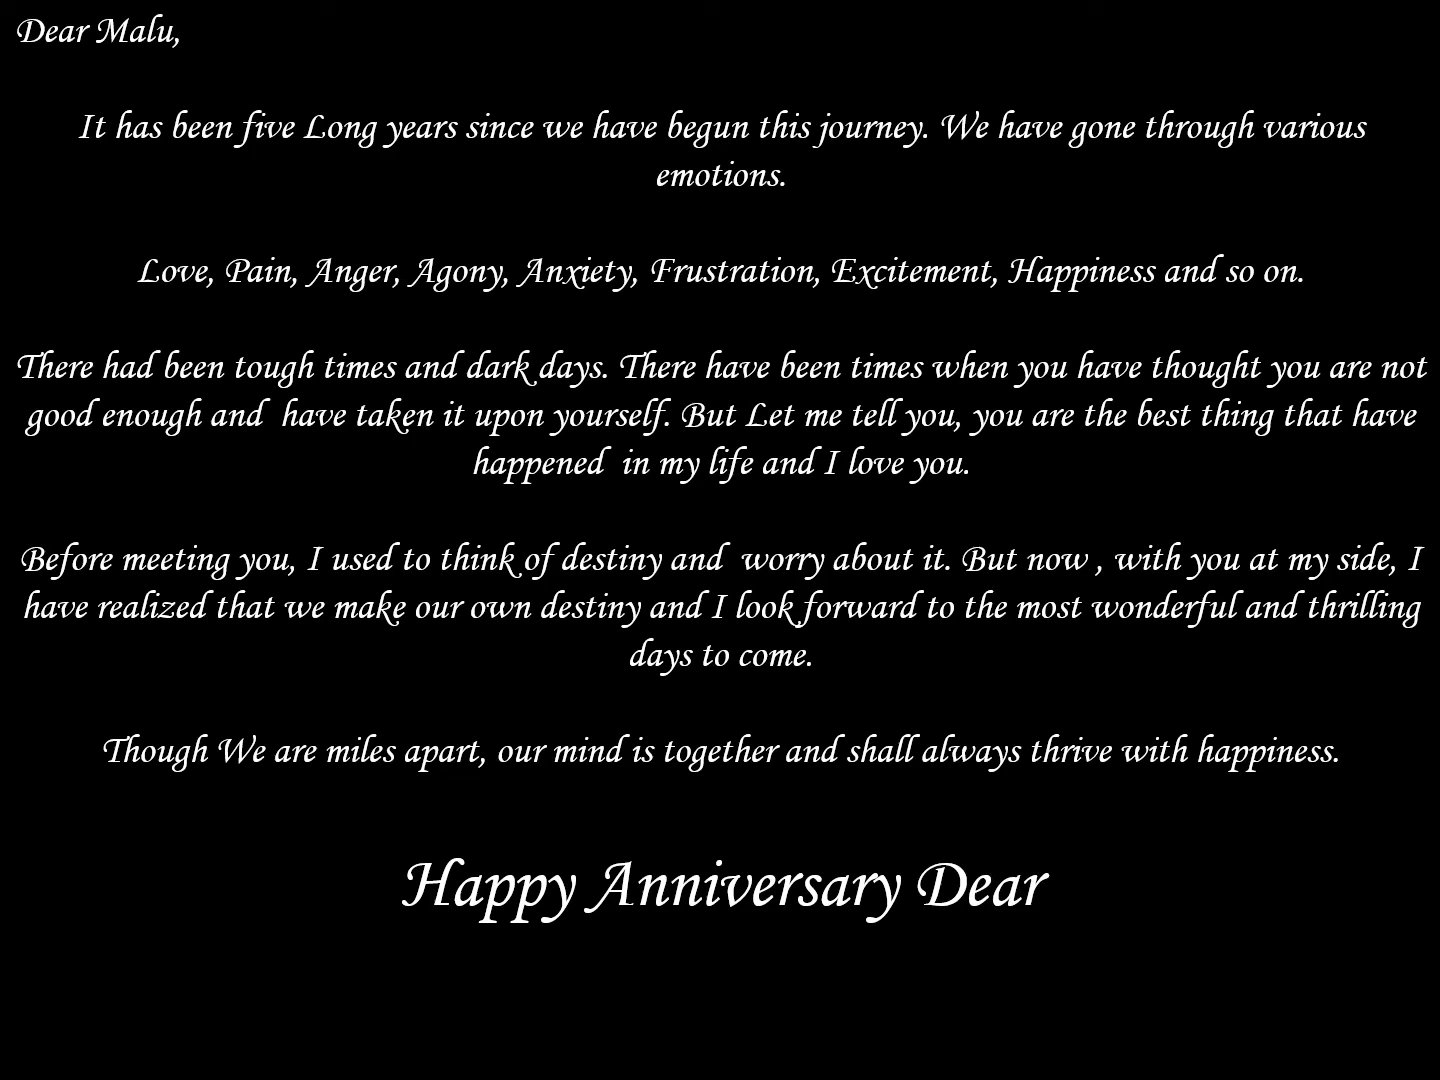 Dear Malu,
It has been five Long years since we have begun this journey. We have gone through various
emotions.
Love, Pain, Anger, Agony, Anxiety, Frustration, Excitement, Happiness and so on.
There had been tough times and dark days. There have been times when you have thought you are not
good enough and  have taken it upon yourself. But Let me tell you, you are the best thing that have
happened  in my life and I love you.
Before meeting you, I used to think of destiny and  worry about it. But now , with you at my side, I
have realized that we make our own destiny and I look forward to the most wonderful and thrilling
days to come.
Though We are miles apart, our mind is together and shall always thrive with happiness.
Happy Anniversary Dear